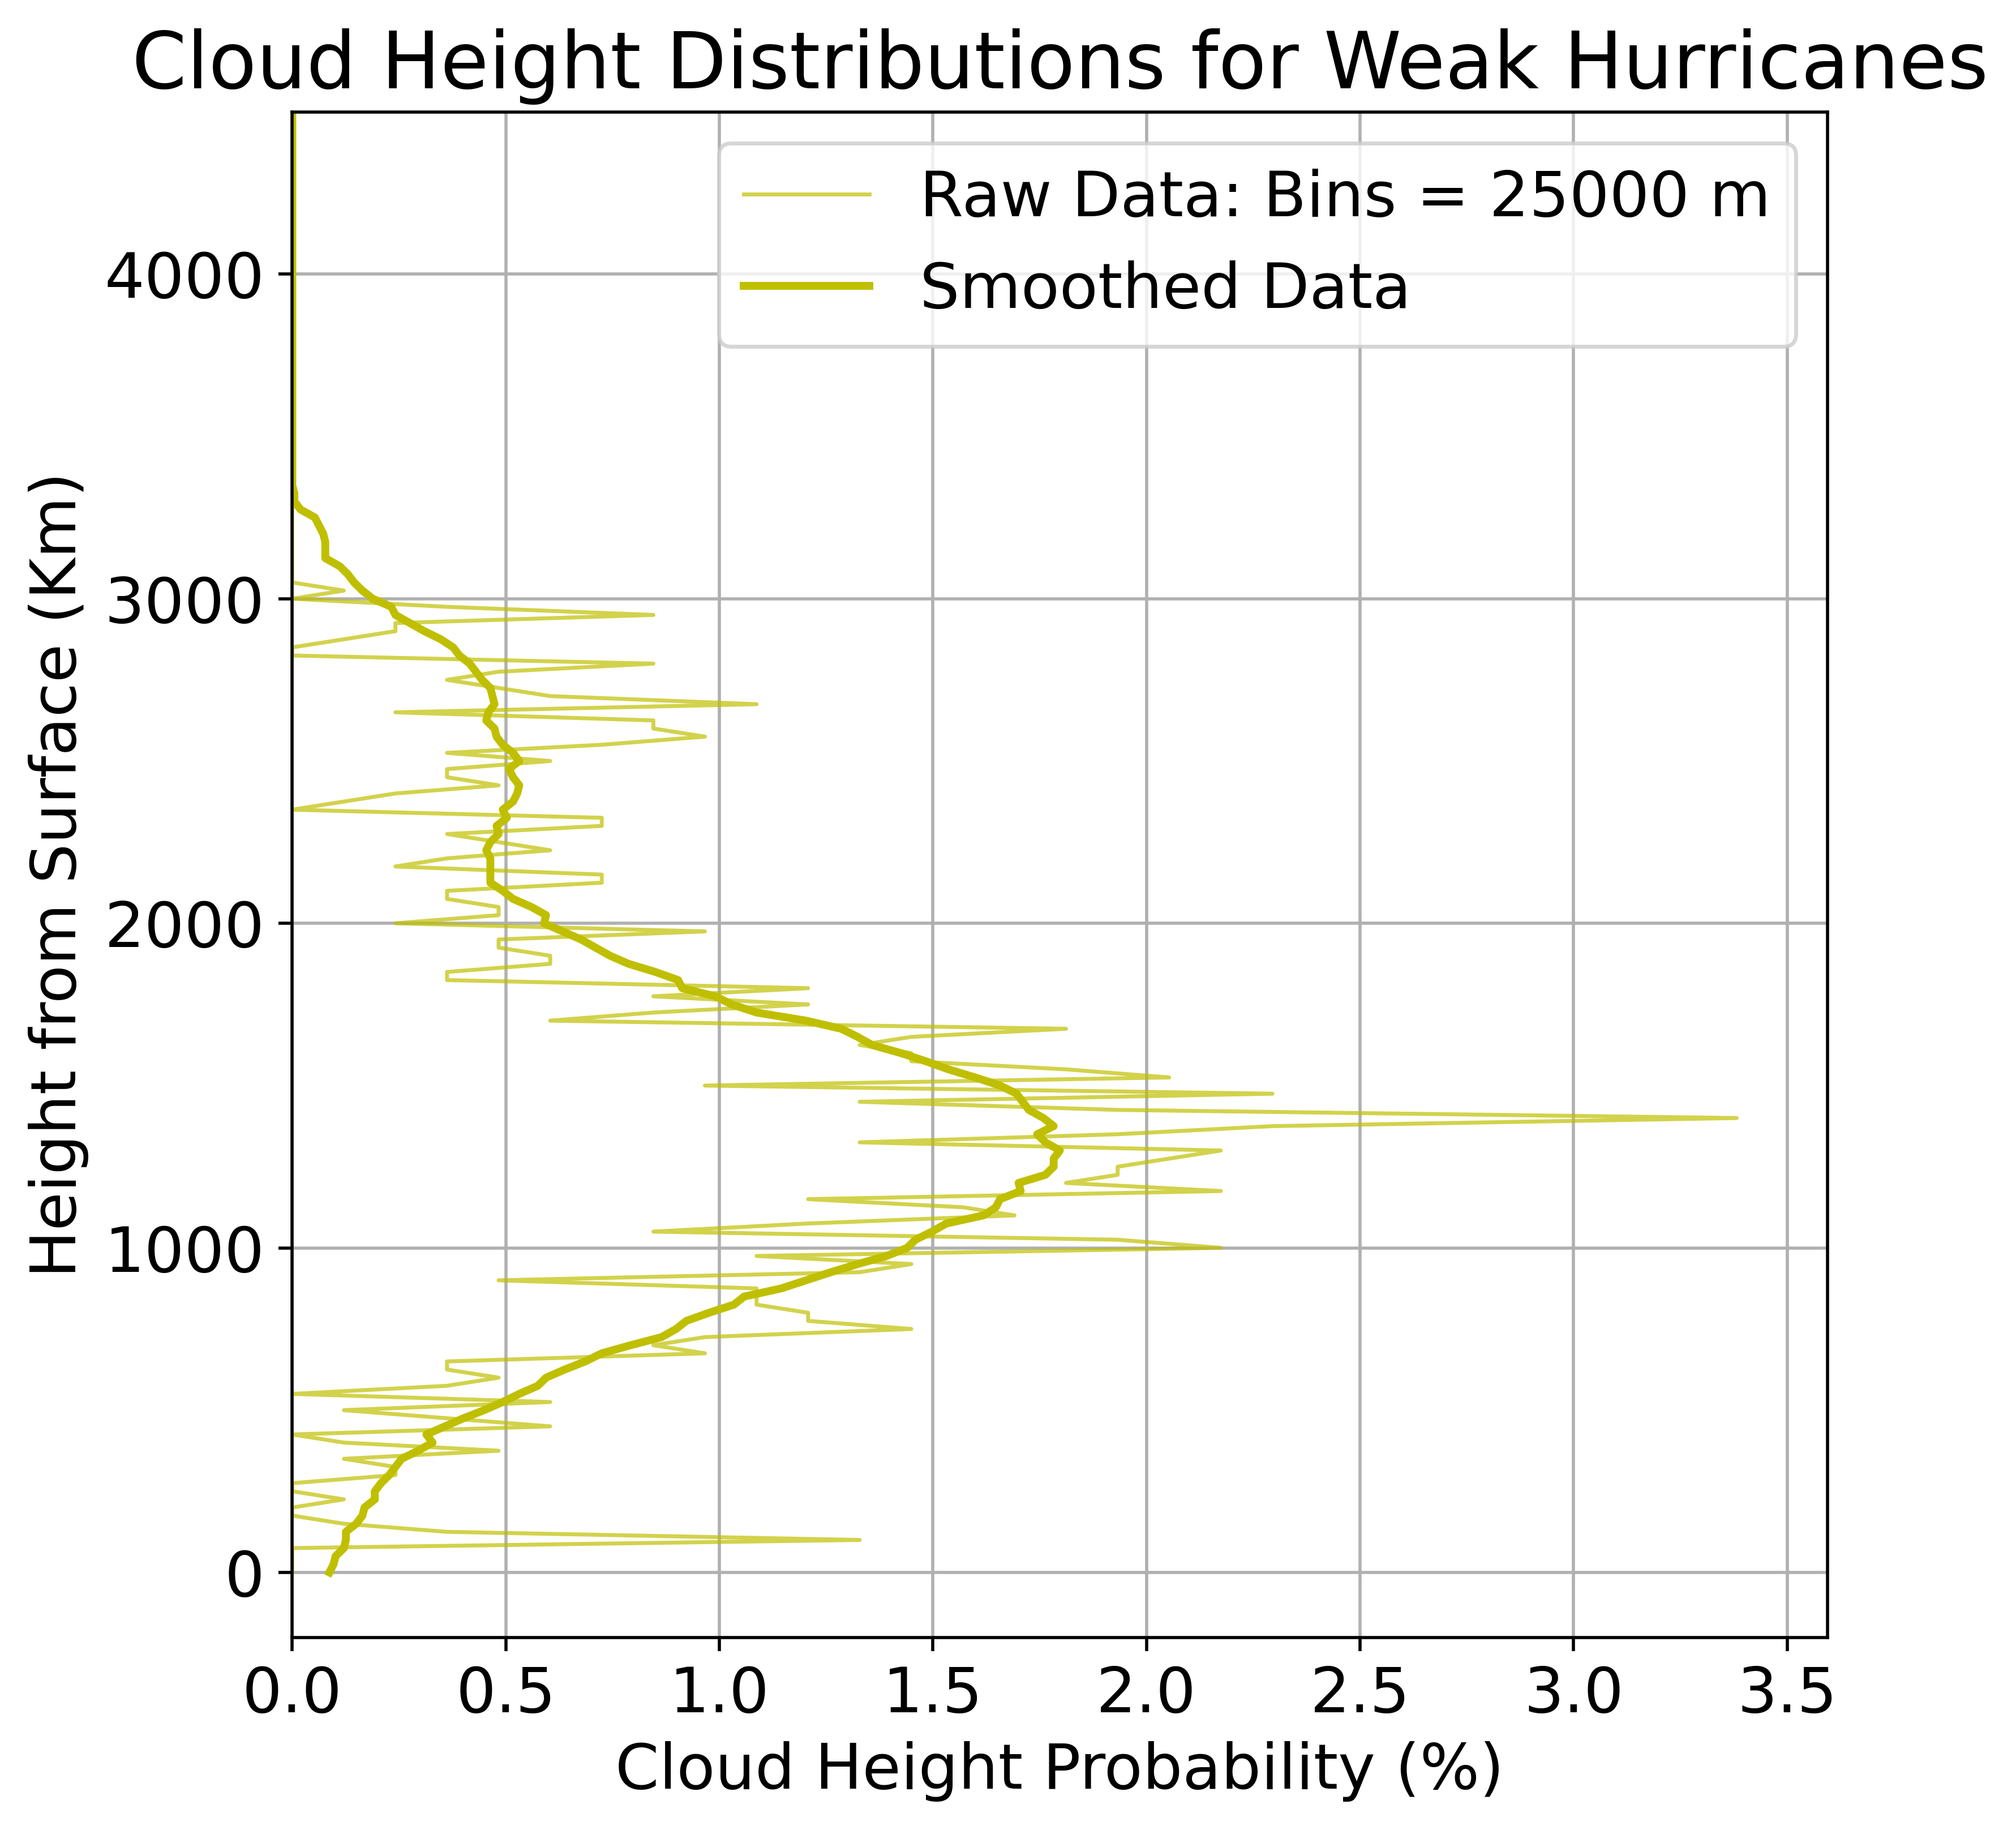 Cloud Height Distributions for Weak Hurricanes
Raw Data: Bins = 25000 m
Smoothed Data
Height from Surface (Km)
4000
3000
2000
1000
0
0.0 0.5 1.0 1.5 2.0 2.5 3.0 3.5
Cloud Height Probability (%)